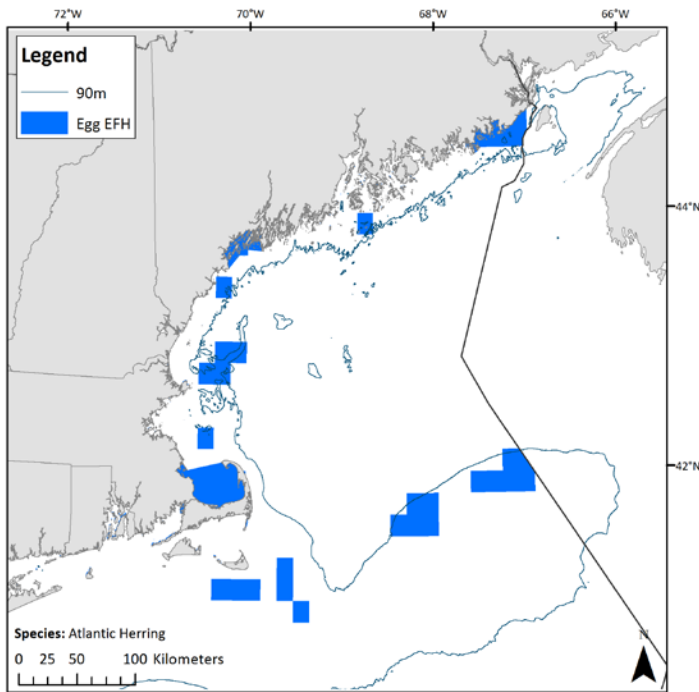 72°W 70°W 68°W 66°W
Legend
90m
Egg EFH
44°N
42°N
Species: Atlantic Herring
0 25 50 100 Kilometers
N